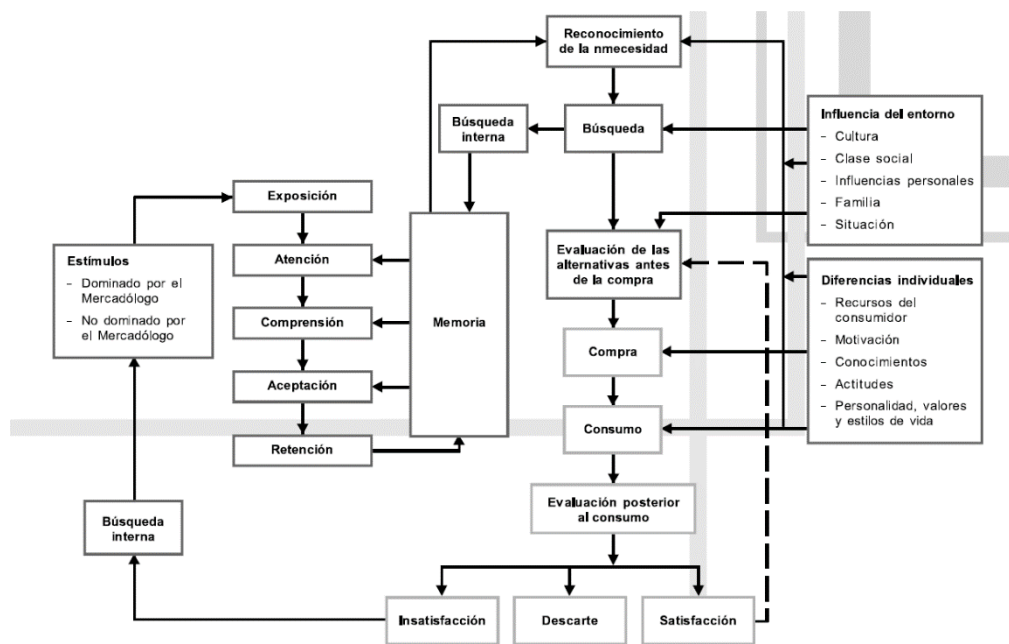 Reconocimiento
de la nmecesidad
Búsqueda
interna
Búsqueda
Influencia del entorno
– Cultura
– Clase social
– Influencias personales
– Familia
– Situación
Exposición
Estímulos
– Dominado por el
Mercadólogo
– No dominado por
el Mercadólogo
Atención
Comprensión
Aceptación
Retención
Memoria
Evaluación de las
alternativas antes
de la compra
Diferencias individuales
– Recursos del
consumidor
– Motivación
– Conocimientos
– Actitudes
– Personalidad, valores
y estilos de vida
Compra
Consumo
Evaluación posterior
al consumo
Búsqueda
interna
Insatisfacción
Descarte
Satisfacción